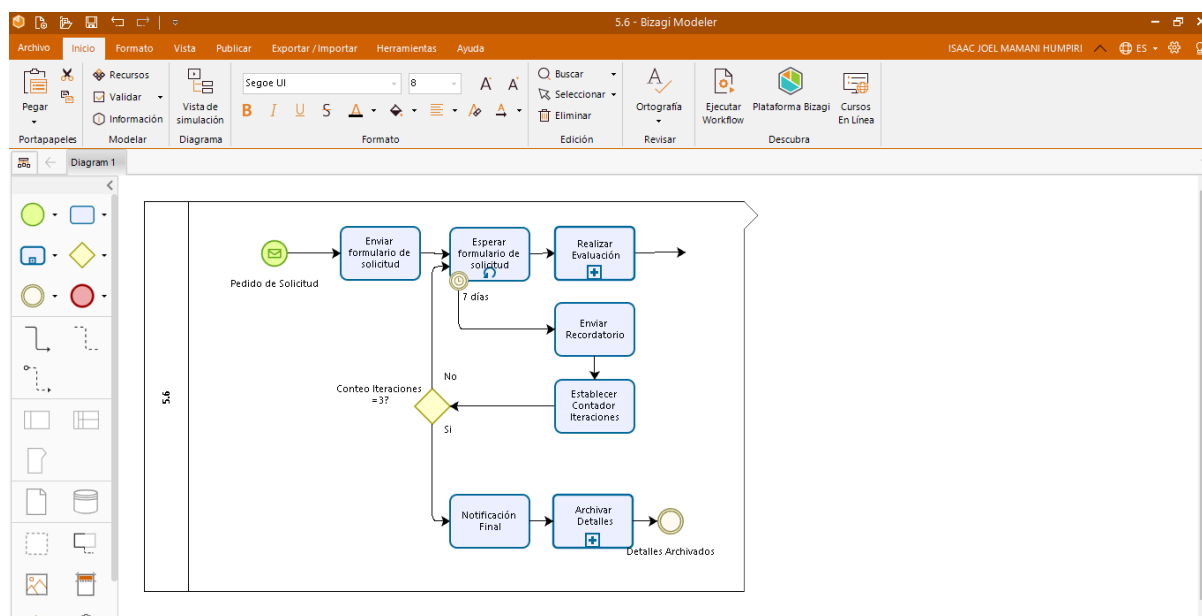 5.6 - Bizagi Modeler
Archivo Inicio Formato Vista Publicar Exportar / Importar Herramientas Ayuda ISAAC JOEL MAMANI HUMPIRI ES
Pegar
Portapapeles
Recursos
Validar
Información
Modelar
Vista de
simulación
Diagrama
Segoe UI 8 A A
B I U S A A
Formato
Buscar
Seleccionar
Eliminar
Edición
A
Ortografía
Revisar
Ejecutar
Workflow
Plataforma Bizagi
Cursos
En Línea
Descubra
Diagram 1
5.6
Pedido de Solicitud
Enviar
formulario de
solicitud
Esperar
formulario de
solicitud
7 días
Realizar
Evaluación
Enviar
Recordatorio
Establecer
Contador
Iteraciones
Conteo Iteraciones
=3?
No
Si
Notificación
Final
Archivar
Detalles
Detalles Archivados